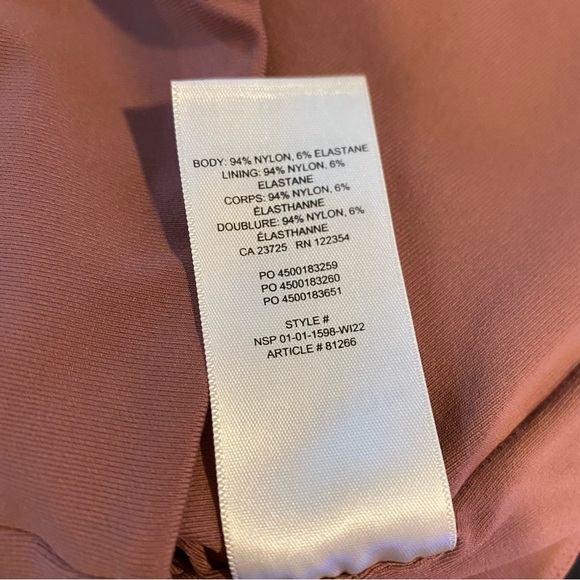 BODY: 94% NYLON, 6% ELASTANE
LINING: 94% NYLON, 6%
ELASTANE
CORPS: 94% NYLON, 6%
ÉLASTHANNE
DOUBLURE: 94% NYLON, 6%
ÉLASTHANNE
CA 23725 RN 122354
PO 4500183259
PO 4500183260
PO 4500183651
STYLE #
NSP 01-01-1598-WI22
ARTICLE # 81266